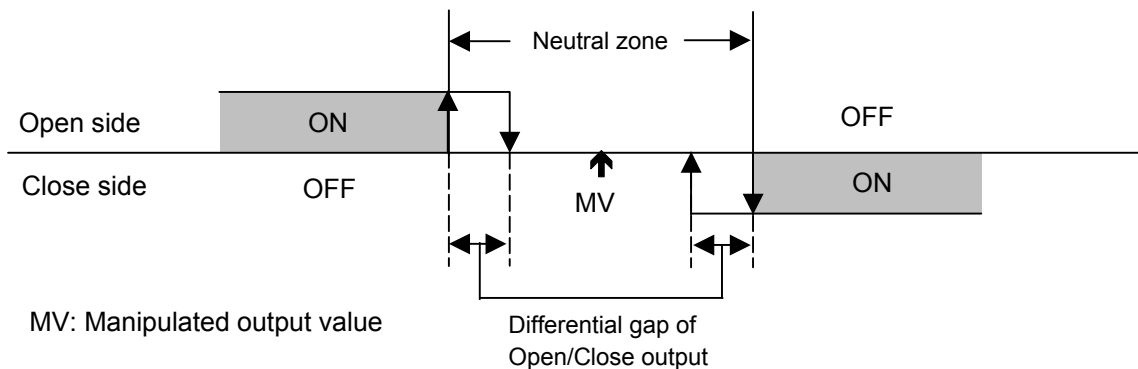 Neutral zone
Open side
ON
OFF
Close side
OFF
MV
ON
MV: Manipulated output value
Differential gap of
Open/Close output